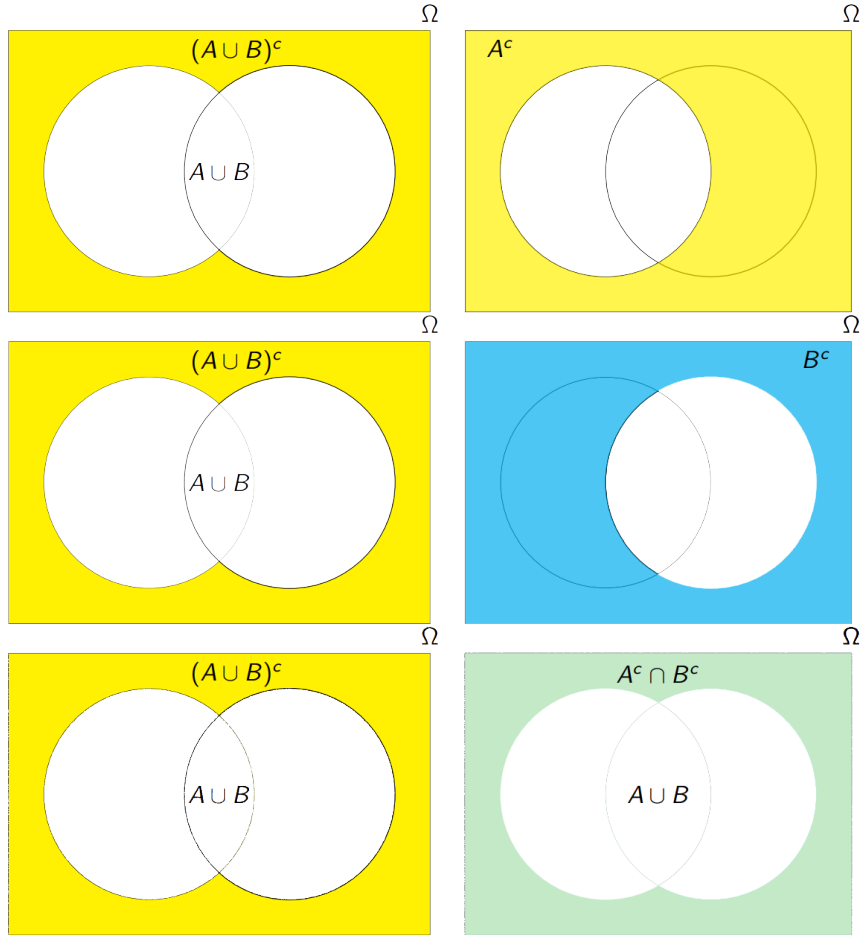 Ω Ω
(A ∪ B)ᶜ Aᶜ
A ∪ B
Ω Ω
(A ∪ B)ᶜ Bᶜ
A ∪ B
Ω Ω
(A ∪ B)ᶜ Aᶜ ∩ Bᶜ
A ∪ B A ∪ B